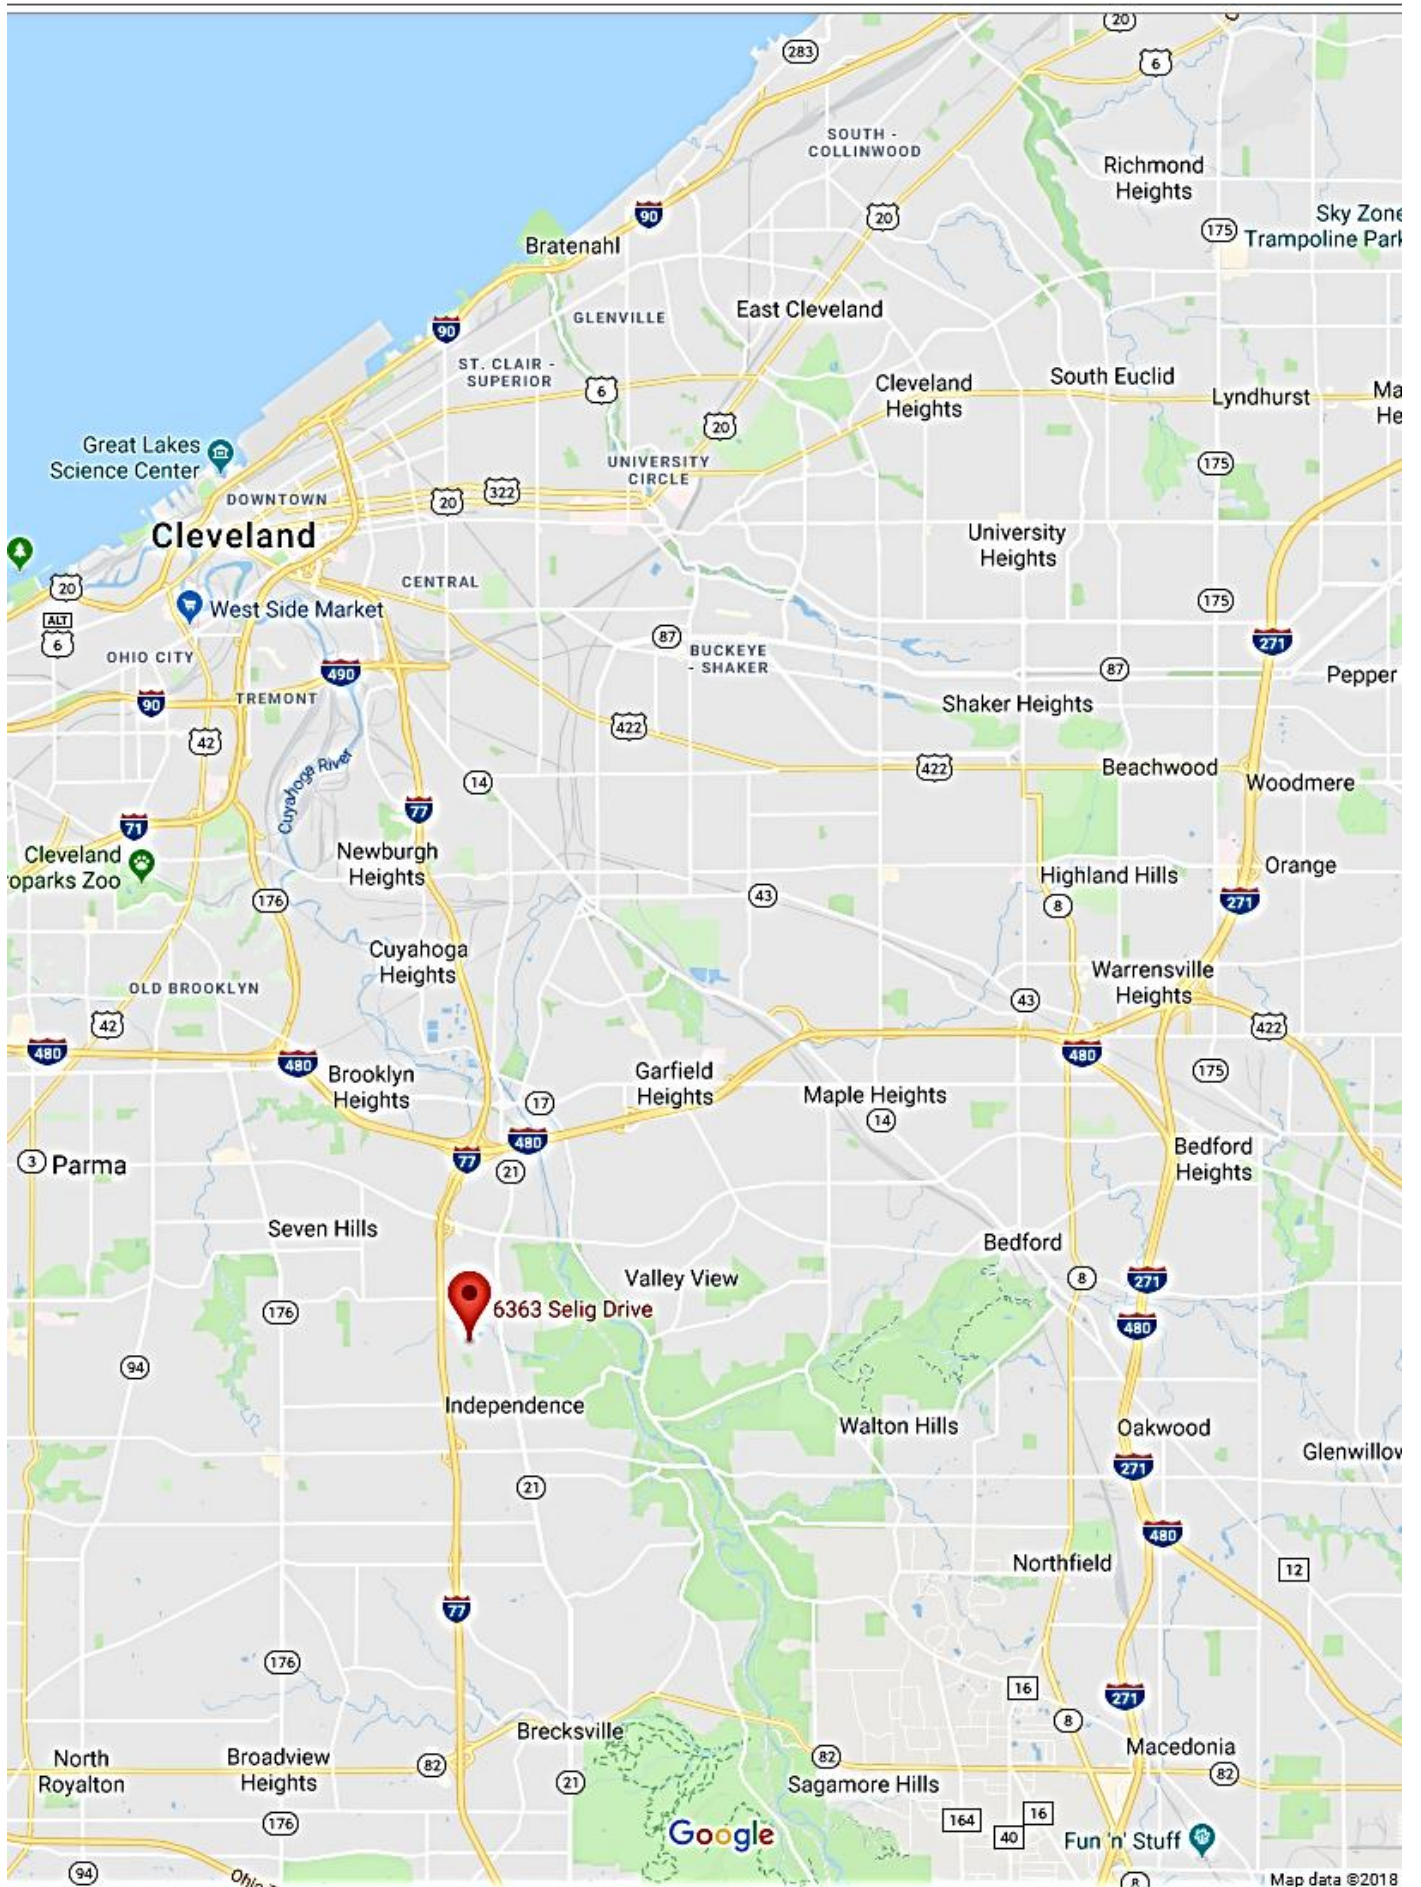 20
283
6
SOUTH -
COLLINWOOD
Richmond
Heights
90
20
175
Sky Zone
Trampoline Park
Bratenahl
East Cleveland
GLENVILLE
90
ST. CLAIR -
SUPERIOR
6
Cleveland
Heights
South Euclid
Lyndhurst
Ma
He
20
Great Lakes
Science Center
UNIVERSITY
CIRCLE
175
DOWNTOWN
20
322
Cleveland
University
Heights
CENTRAL
20
West Side Market
175
ALT
6
87
BUCKEYE
- SHAKER
271
OHIO CITY
490
87
Pepper
90
TREMONT
Shaker Heights
42
422
Cuyahoga River
14
422
Beachwood
Woodmere
77
71
Cleveland
roparks Zoo
Newburgh
Heights
Orange
Highland Hills
176
43
8
271
Cuyahoga
Heights
Warrensville
Heights
OLD BROOKLYN
43
42
422
480
480
480
Brooklyn
Heights
Garfield
Heights
175
17
Maple Heights
14
480
3
Parma
77
21
Bedford
Heights
Seven Hills
Bedford
Valley View
8
271
6363 Selig Drive
176
480
94
Independence
Walton Hills
Oakwood
Glenwillow
271
21
480
Northfield
12
77
176
16
271
8
Brecksville
North
Royalton
Broadview
Heights
82
82
Macedonia
82
21
Sagamore Hills
176
164
16
40
Google
Fun 'n' Stuff
94
Ohio
8
Map data ©2018